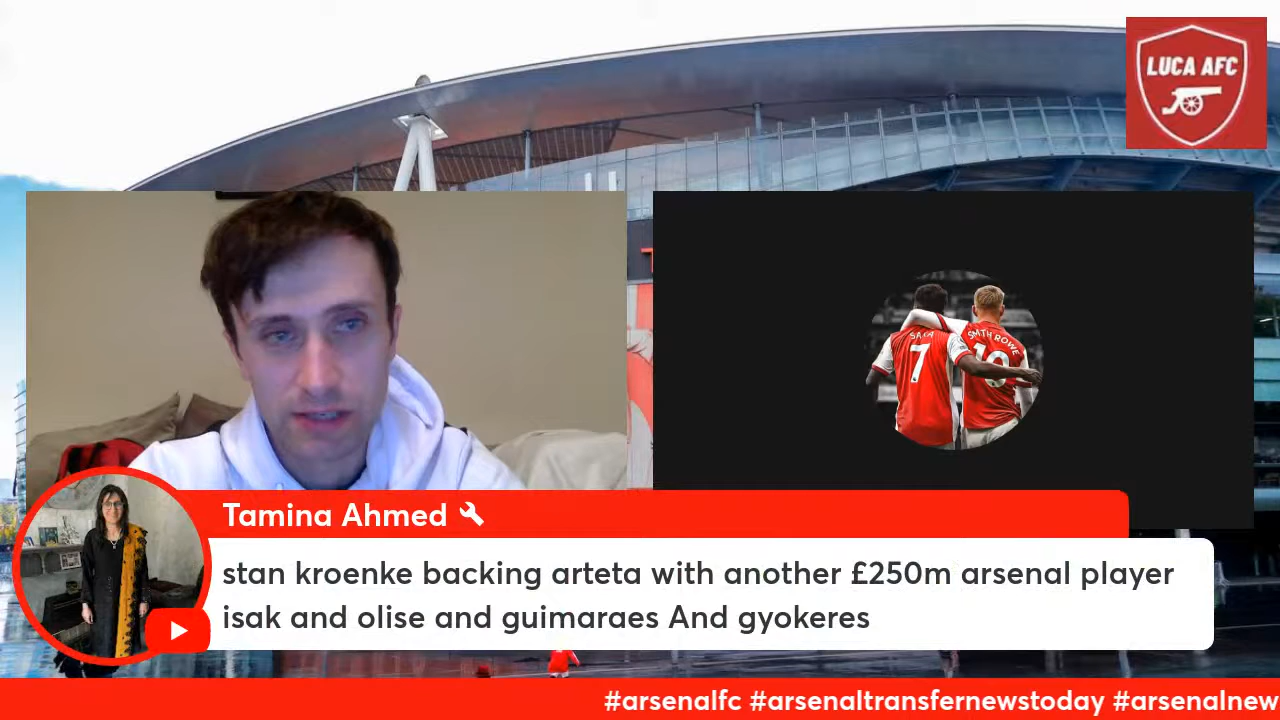 LUCA AFC
SAKA
7
SMITH ROWE
10
Tamina Ahmed
stan kroenke backing arteta with another £250m arsenal player
isak and olise and guimaraes And gyokeres
#arsenalfc #arsenaltransfernewstoday #arsenalnew